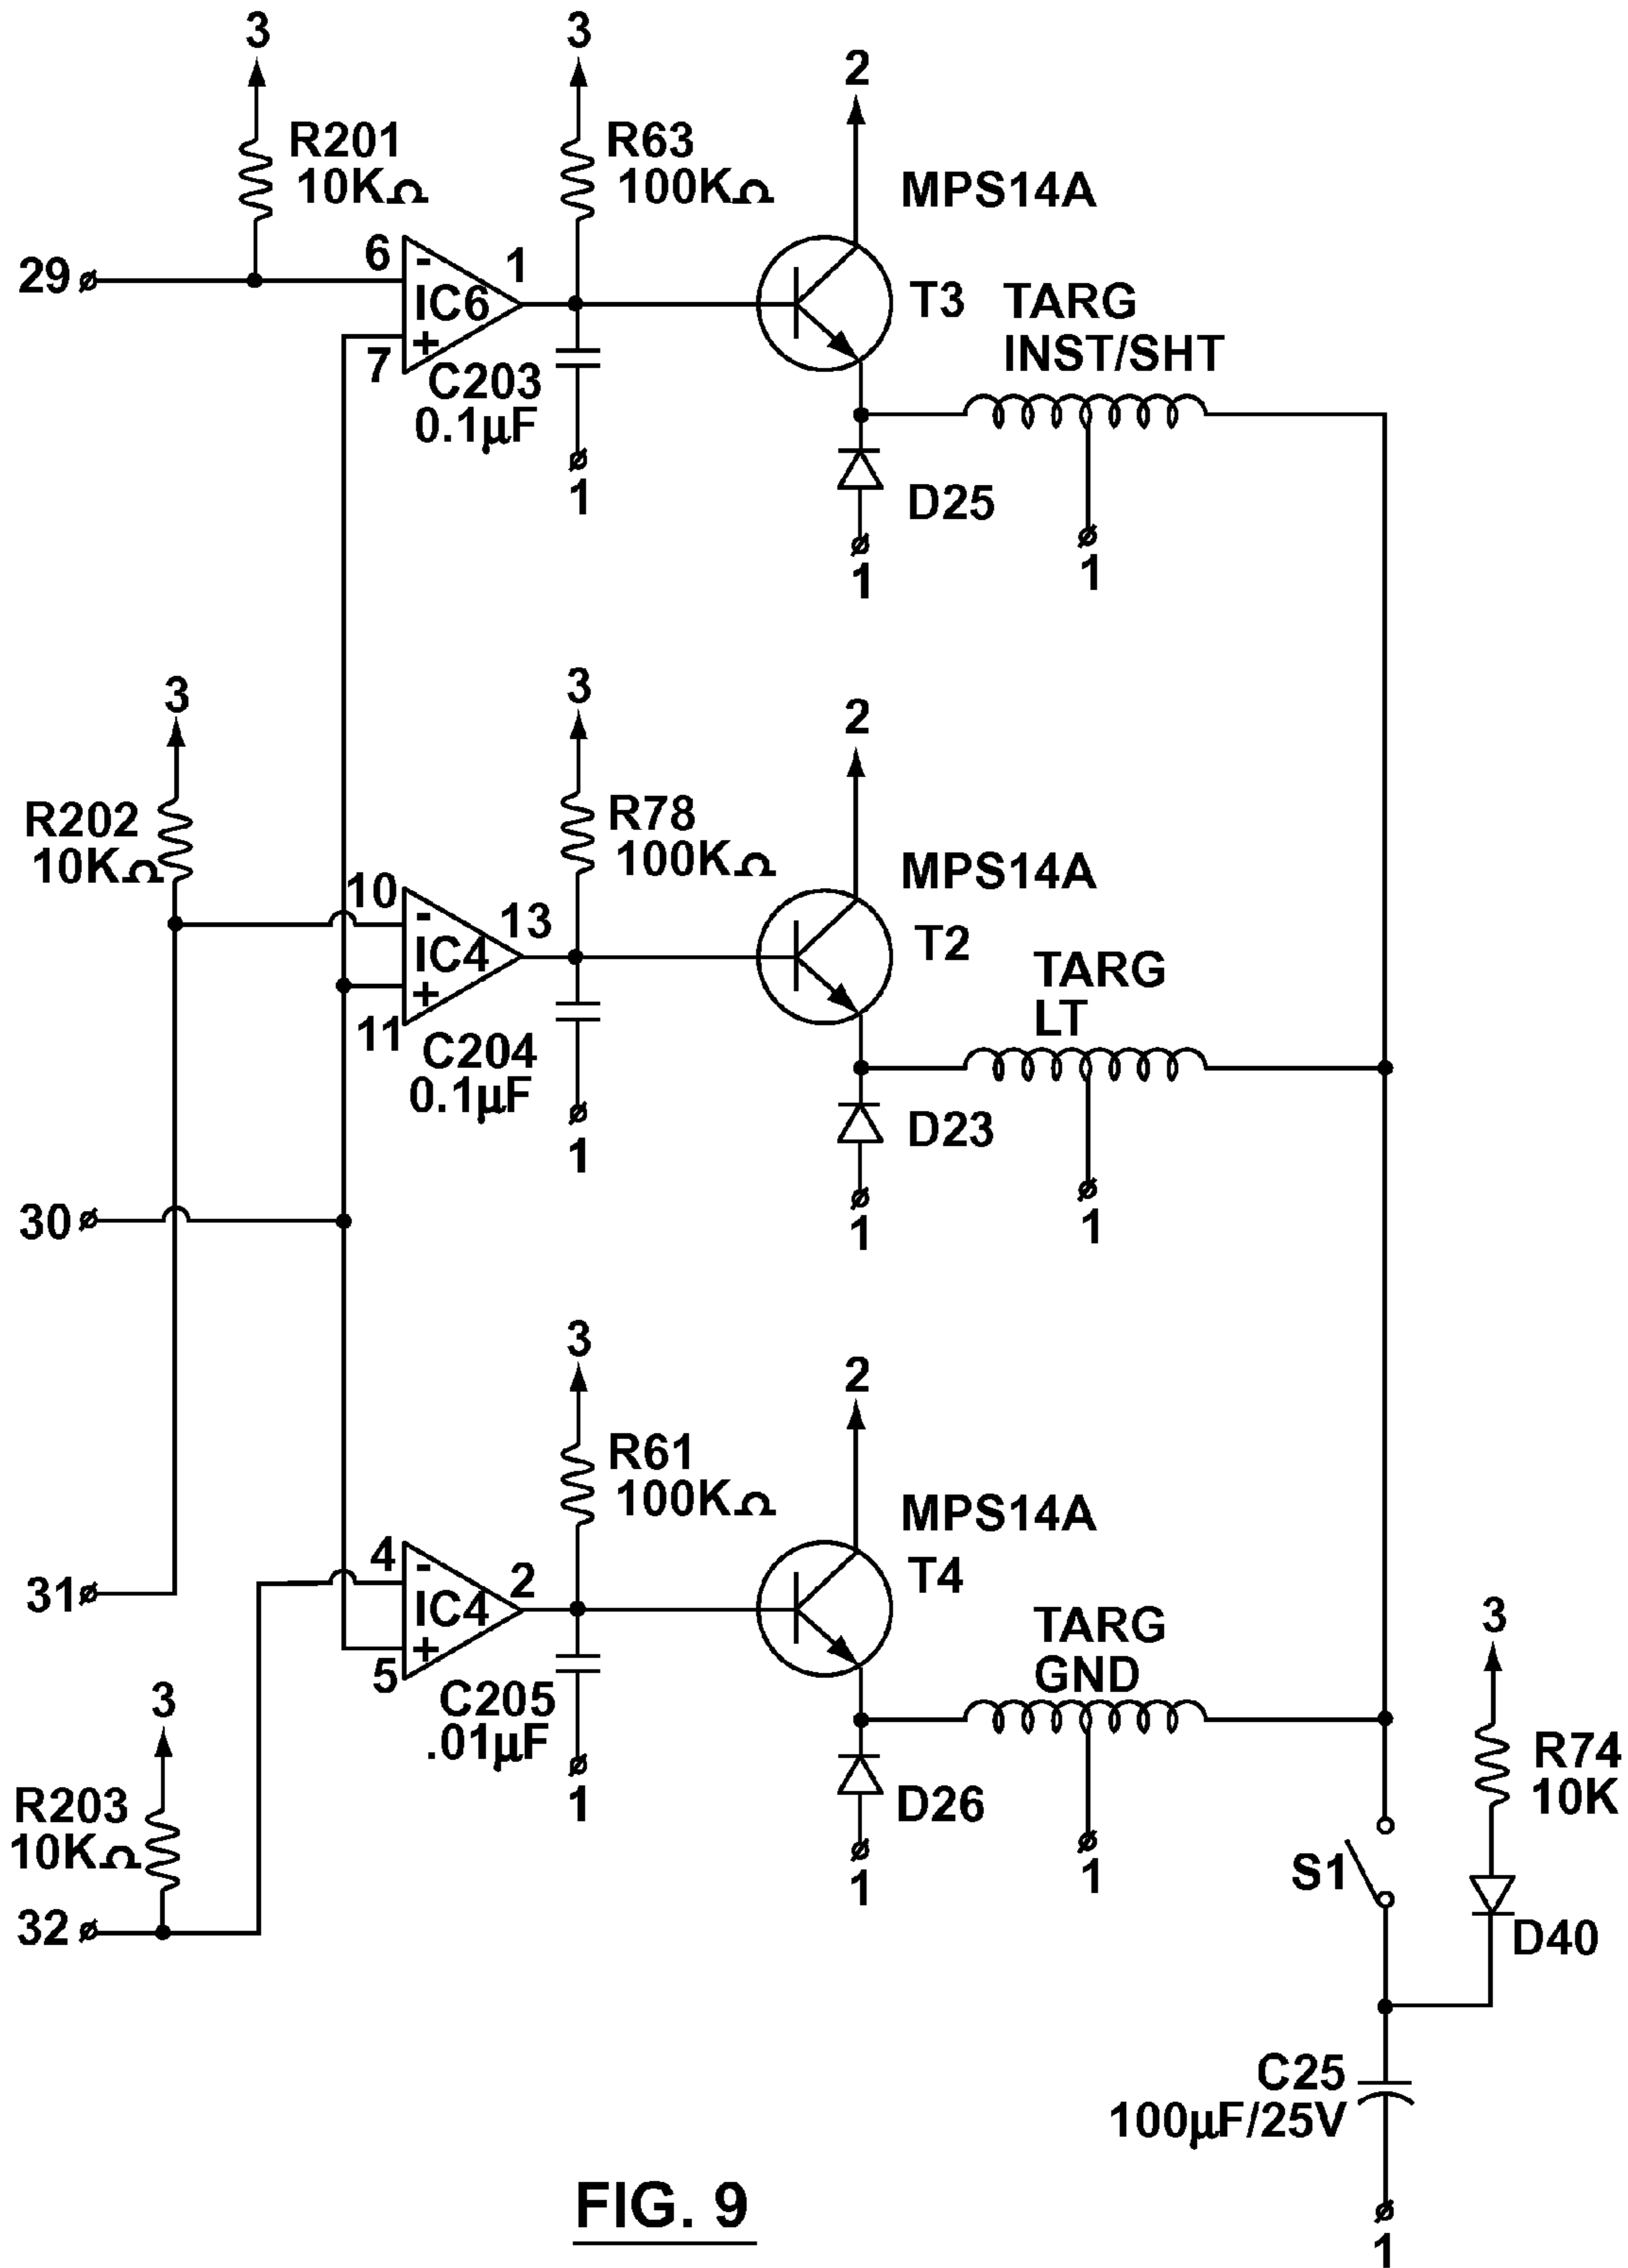 3
3
2
R201
10KΩ
R63
100KΩ
MPS14A
29
6
-
IC6
+
7
1
T3
TARG
INST/SHT
C203
0.1µF
1
D25
1
1
3
3
2
R202
10KΩ
R78
100KΩ
MPS14A
10
-
IC4
+
11
13
T2
TARG
LT
C204
0.1µF
1
D23
1
1
30
3
2
R61
100KΩ
MPS14A
31
4
-
IC4
+
5
2
T4
TARG
GND
3
C205
.01µF
1
D26
1
1
3
R203
10KΩ
32
R74
10K
S1
D40
C25
100µF/25V
1
FIG. 9